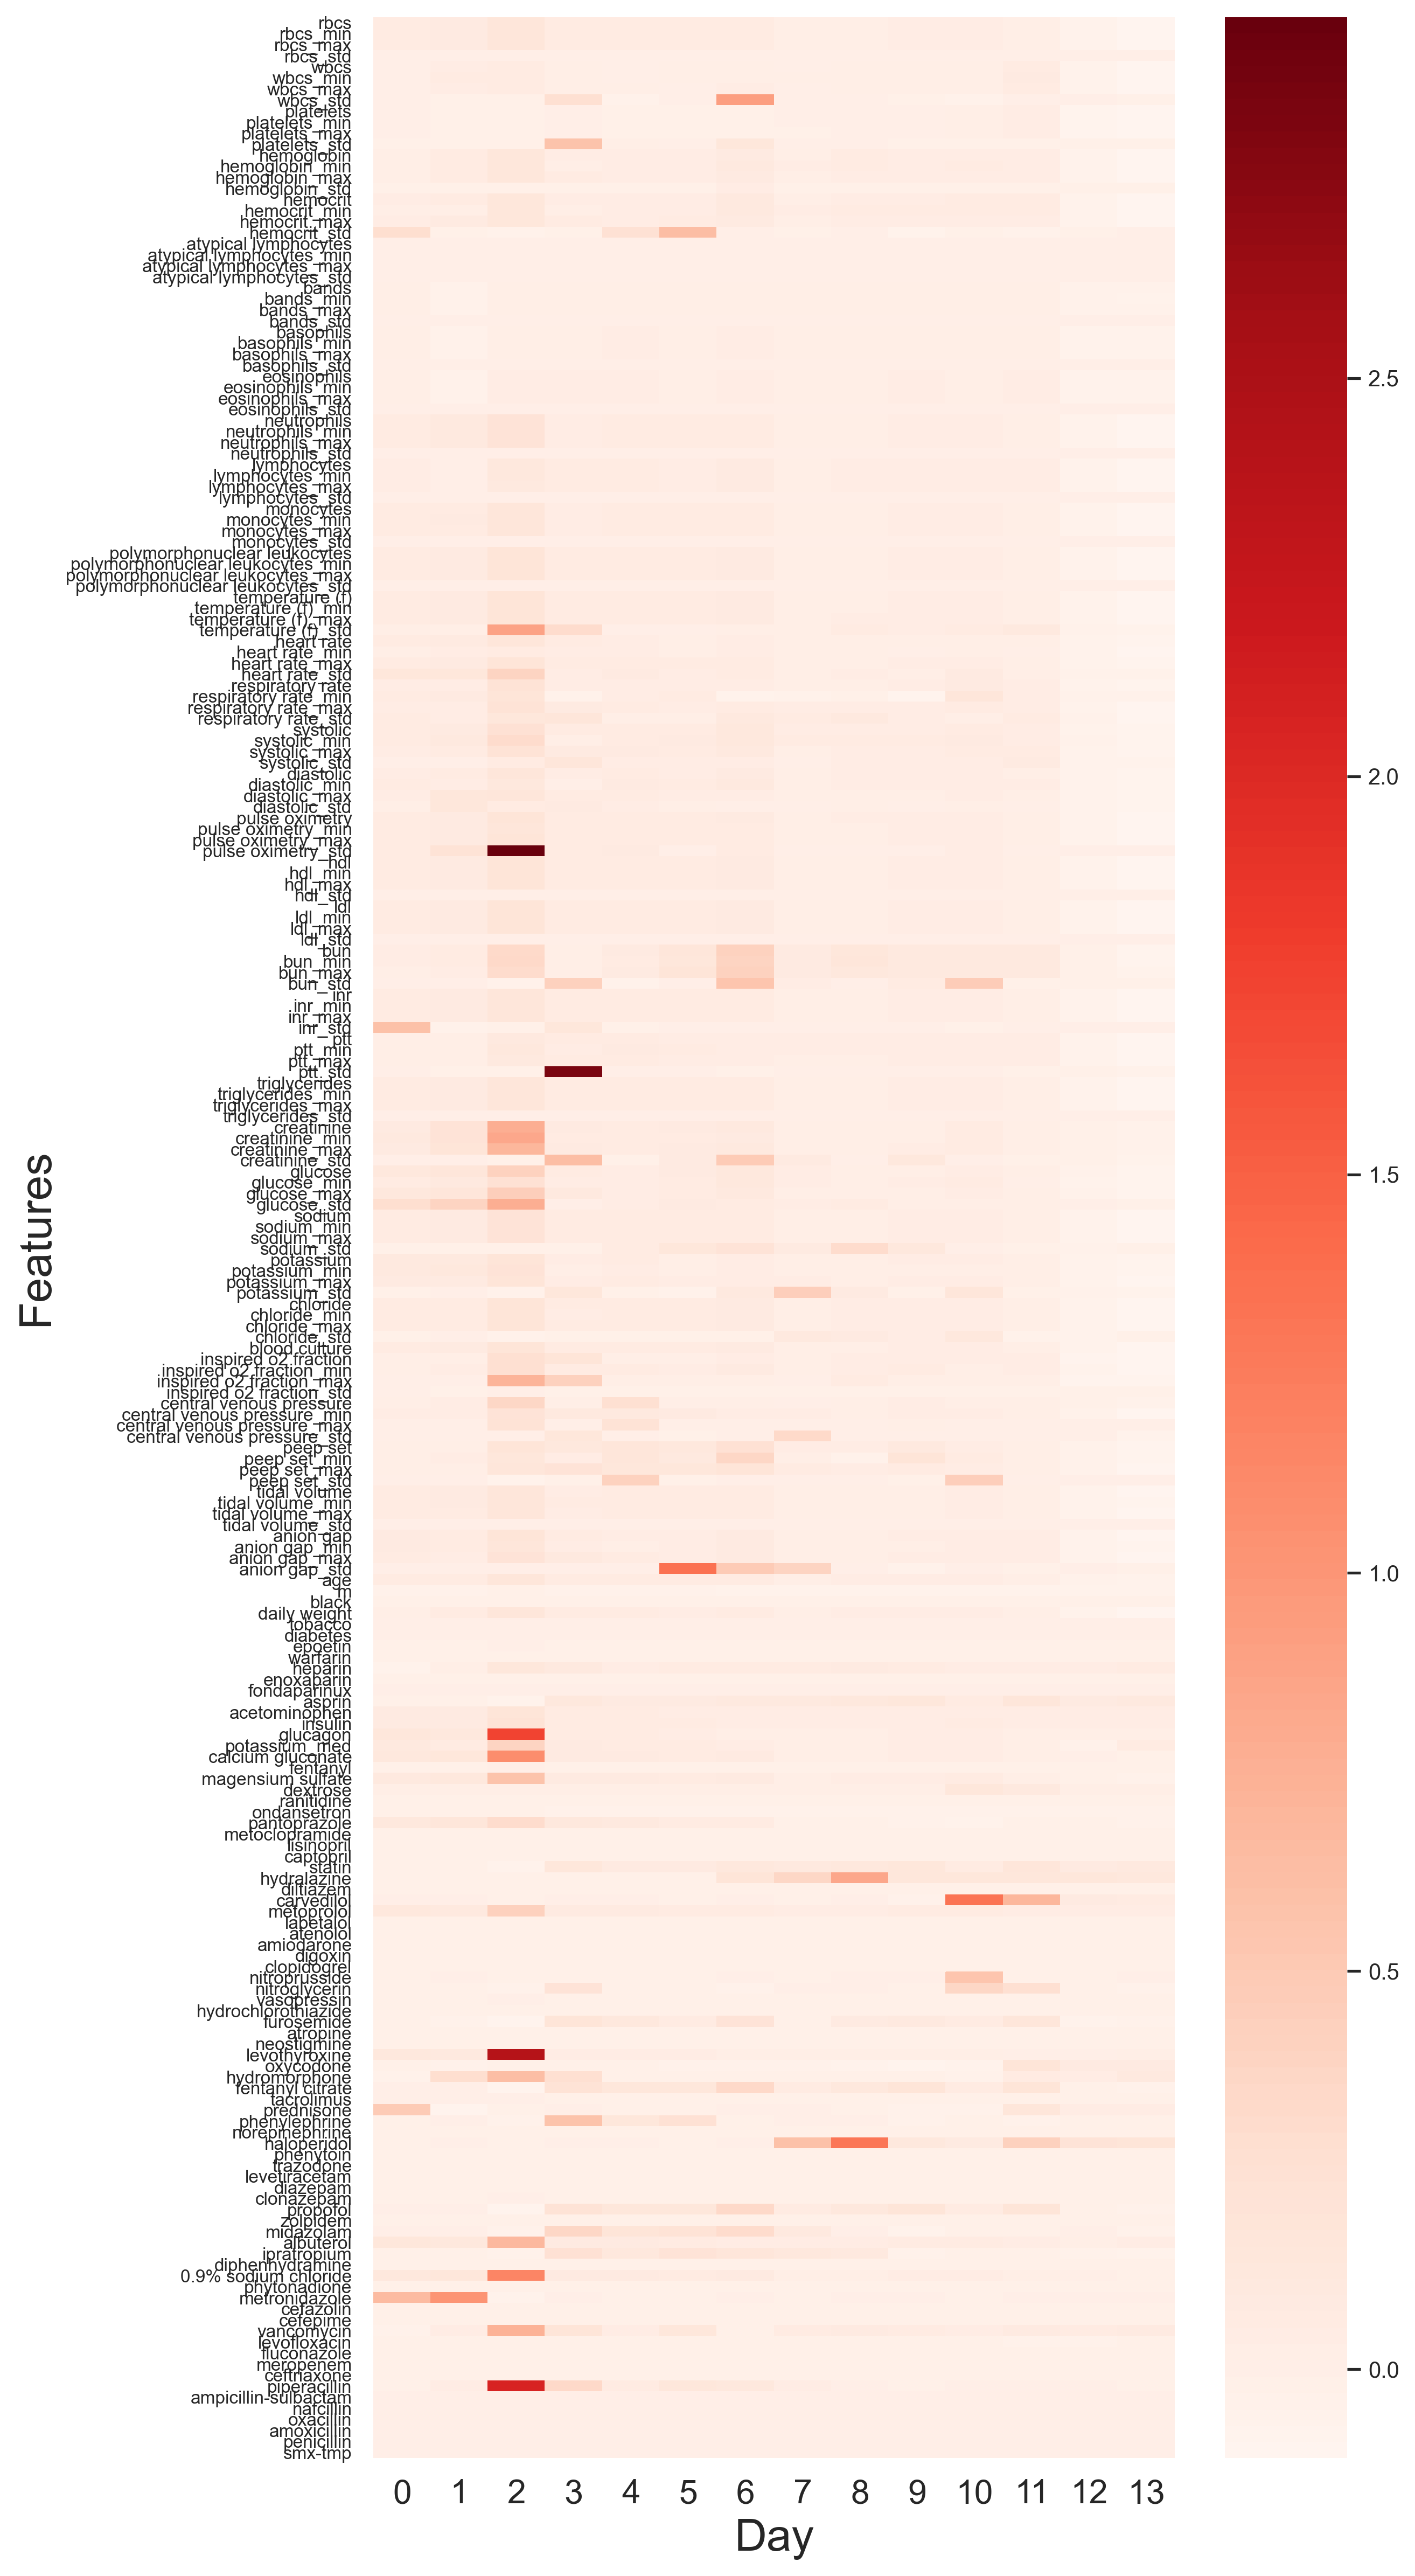 rbcs
rbcs_min
rbcs_max
rbcs_std
wbcs
wbcs_min
wbcs_max
wbcs_std
platelets
platelets_min
platelets_max
platelets_std
hemoglobin
hemoglobin_min
hemoglobin_max
hemoglobin_std
hemocrit
hemocrit_min
hemocrit_max
hemocrit_std
atypical lymphocytes
atypical lymphocytes_min
atypical lymphocytes_max
atypical lymphocytes_std
bands
bands_min
bands_max
bands_std
basophils
basophils_min
basophils_max
basophils_std
eosinophils
eosinophils_min
eosinophils_max
eosinophils_std
neutrophils
neutrophils_min
neutrophils_max
neutrophils_std
lymphocytes
lymphocytes_min
lymphocytes_max
lymphocytes_std
monocytes
monocytes_min
monocytes_max
monocytes_std
polymorphonuclear leukocytes
polymorphonuclear leukocytes_min
polymorphonuclear leukocytes_max
polymorphonuclear leukocytes_std
temperature (f)
temperature (f)_min
temperature (f)_max
temperature (f)_std
heart rate
heart rate_min
heart rate_max
heart rate_std
respiratory rate
respiratory rate_min
respiratory rate_max
respiratory rate_std
systolic
systolic_min
systolic_max
systolic_std
diastolic
diastolic_min
diastolic_max
diastolic_std
pulse oximetry
pulse oximetry_min
pulse oximetry_max
pulse oximetry_std
hdl
hdl_min
hdl_max
hdl_std
ldl
ldl_min
ldl_max
ldl_std
bun
bun_min
bun_max
bun_std
inr
inr_min
inr_max
inr_std
ptt
ptt_min
ptt_max
ptt_std
triglycerides
triglycerides_min
triglycerides_max
triglycerides_std
creatinine
creatinine_min
creatinine_max
creatinine_std
glucose
glucose_min
glucose_max
glucose_std
sodium
sodium_min
sodium_max
sodium_std
potassium
potassium_min
potassium_max
potassium_std
chloride
chloride_min
chloride_max
chloride_std
blood culture
inspired o2 fraction
inspired o2 fraction_min
inspired o2 fraction_max
inspired o2 fraction_std
central venous pressure
central venous pressure_min
central venous pressure_max
central venous pressure_std
peep set
peep set_min
peep set_max
peep set_std
tidal volume
tidal volume_min
tidal volume_max
tidal volume_std
anion gap
anion gap_min
anion gap_max
anion gap_std
age
m
black
daily weight
tobacco
diabetes
epoetin
warfarin
heparin
enoxaparin
fondaparinux
asprin
acetominophen
insulin
glucagon
potassium_med
calcium gluconate
fentanyl
magensium sulfate
dextrose
ranitidine
ondansetron
pantoprazole
metoclopramide
lisinopril
captopril
statin
hydralazine
diltiazem
carvedilol
metoprolol
labetalol
atenolol
amiodarone
digoxin
clopidogrel
nitroprusside
nitroglycerin
vasopressin
hydrochlorothiazide
furosemide
atropine
neostigmine
levothyroxine
oxycodone
hydromorphone
fentanyl citrate
tacrolimus
prednisone
phenylephrine
norepinephrine
haloperidol
phenytoin
trazodone
levetiracetam
diazepam
clonazepam
propofol
zolpidem
midazolam
albuterol
ipratropium
diphenhydramine
0.9% sodium chloride
phytonadione
metronidazole
cefazolin
cefepime
vancomycin
levofloxacin
fluconazole
meropenem
ceftriaxone
piperacillin
ampicillin-sulbactam
nafcillin
oxacillin
amoxicillin
penicillin
smx-tmp
Features
0 1 2 3 4 5 6 7 8 9 10 11 12 13
Day
2.5
2.0
1.5
1.0
0.5
0.0